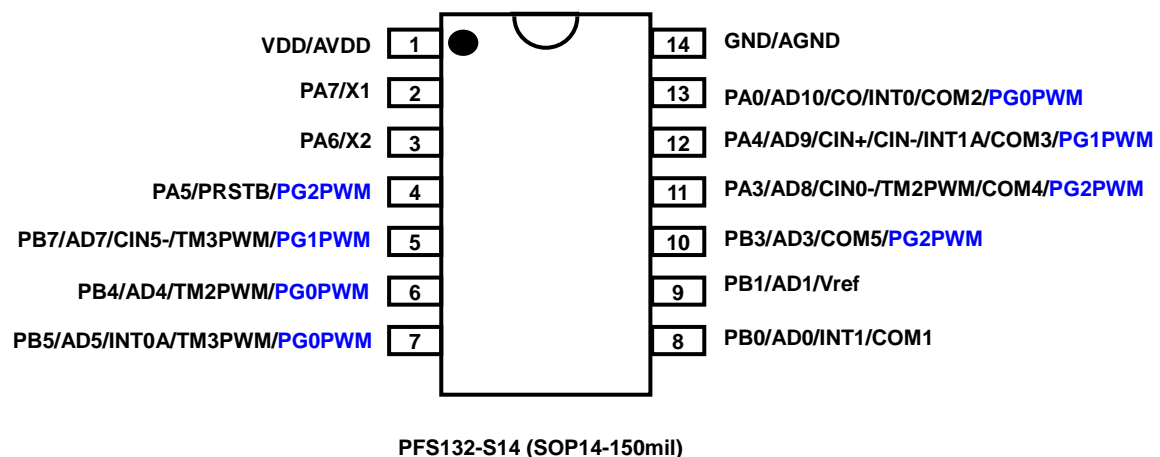 VDD/AVDD 1 14 GND/AGND
PA7/X1 2 13 PA0/AD10/CO/INT0/COM2/PG0PWM
PA6/X2 3 12 PA4/AD9/CIN+/CIN-/INT1A/COM3/PG1PWM
PA5/PRSTB/PG2PWM 4 11 PA3/AD8/CIN0-/TM2PWM/COM4/PG2PWM
PB7/AD7/CIN5-/TM3PWM/PG1PWM 5 10 PB3/AD3/COM5/PG2PWM
PB4/AD4/TM2PWM/PG0PWM 6 9 PB1/AD1/Vref
PB5/AD5/INT0A/TM3PWM/PG0PWM 7 8 PB0/AD0/INT1/COM1
PFS132-S14 (SOP14-150mil)